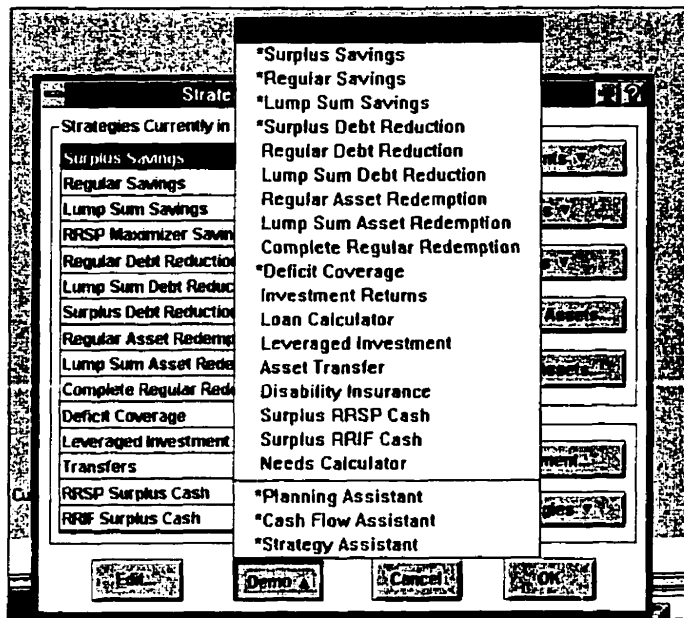 Strate
Strategies Currently in
Surplus Savings
Regular Savings
Lump Sum Savings
RRSP Maximizer Savin
Regular Debt Reduction
Lump Sum Debt Reduc
Surplus Debt Reduction
Regular Asset Redemp
Lump Sum Asset Rede
Complete Regular Rede
Deficit Coverage
Leveraged Investment
Transfers
RRSP Surplus Cash
RRIF Surplus Cash
*Surplus Savings
*Regular Savings
*Lump Sum Savings
*Surplus Debt Reduction
Regular Debt Reduction
Lump Sum Debt Reduction
Regular Asset Redemption
Lump Sum Asset Redemption
Complete Regular Redemption
*Deficit Coverage
Investment Returns
Loan Calculator
Leveraged Investment
Asset Transfer
Disability Insurance
Surplus RRSP Cash
Surplus RRIF Cash
Needs Calculator
*Planning Assistant
*Cash Flow Assistant
*Strategy Assistant
Assets...
Edit...
Demo
Cancel
OK